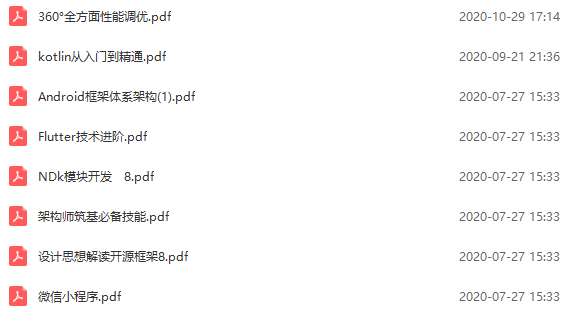 360°全方面性能调优.pdf 2020-10-29 17:14
kotlin从入门到精通.pdf 2020-09-21 21:36
Android框架体系架构(1).pdf 2020-07-27 15:33
Flutter技术进阶.pdf 2020-07-27 15:33
NDk模块开发　8.pdf 2020-07-27 15:33
架构师筑基必备技能.pdf 2020-07-27 15:33
设计思想解读开源框架8.pdf 2020-07-27 15:33
微信小程序.pdf 2020-07-27 15:33